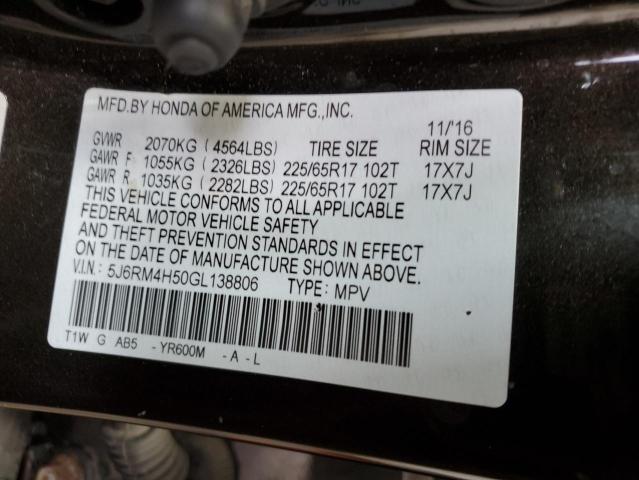 MFD.BY HONDA OF AMERICA MFG.,INC.
11/'16
GVWR 2070KG (4564LBS) TIRE SIZE RIM SIZE
GAWR F 1055KG (2326LBS) 225/65R17 102T 17X7J
GAWR R 1035KG (2282LBS) 225/65R17 102T 17X7J
THIS VEHICLE CONFORMS TO ALL APPLICABLE
FEDERAL MOTOR VEHICLE SAFETY
AND THEFT PREVENTION STANDARDS IN EFFECT
ON THE DATE OF MANUFACTURE SHOWN ABOVE.
V.I.N.: 5J6RM4H50GL138806 TYPE: MPV
T1W G AB5 - YR600M - A - L